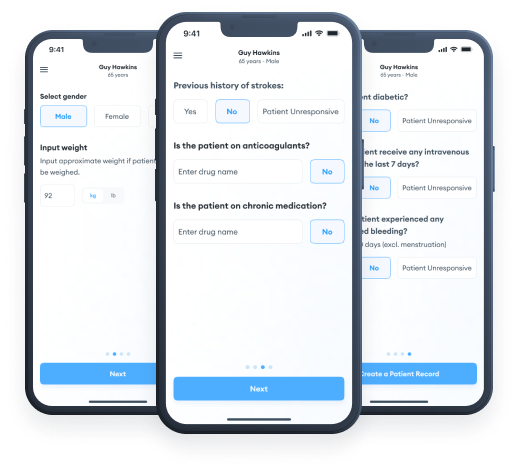 9:41
Guy Hawkins
65 years
Select gender
Male
Female
Input weight
Input approximate weight if patient
be weighed.
92
kg
lb
Next
9:41
Guy Hawkins
65 years - Male
Previous history of strokes:
Yes
No
Patient Unresponsive
Is the patient on anticoagulants?
Enter drug name
No
Is the patient on chronic medication?
Enter drug name
No
Next
Guy Hawkins
65 years - Male
diabetic?
No
Patient Unresponsive
receive any intravenous
the last 7 days?
No
Patient Unresponsive
experienced any
bleeding?
days (excl. menstruation)
No
Patient Unresponsive
Create a Patient Record